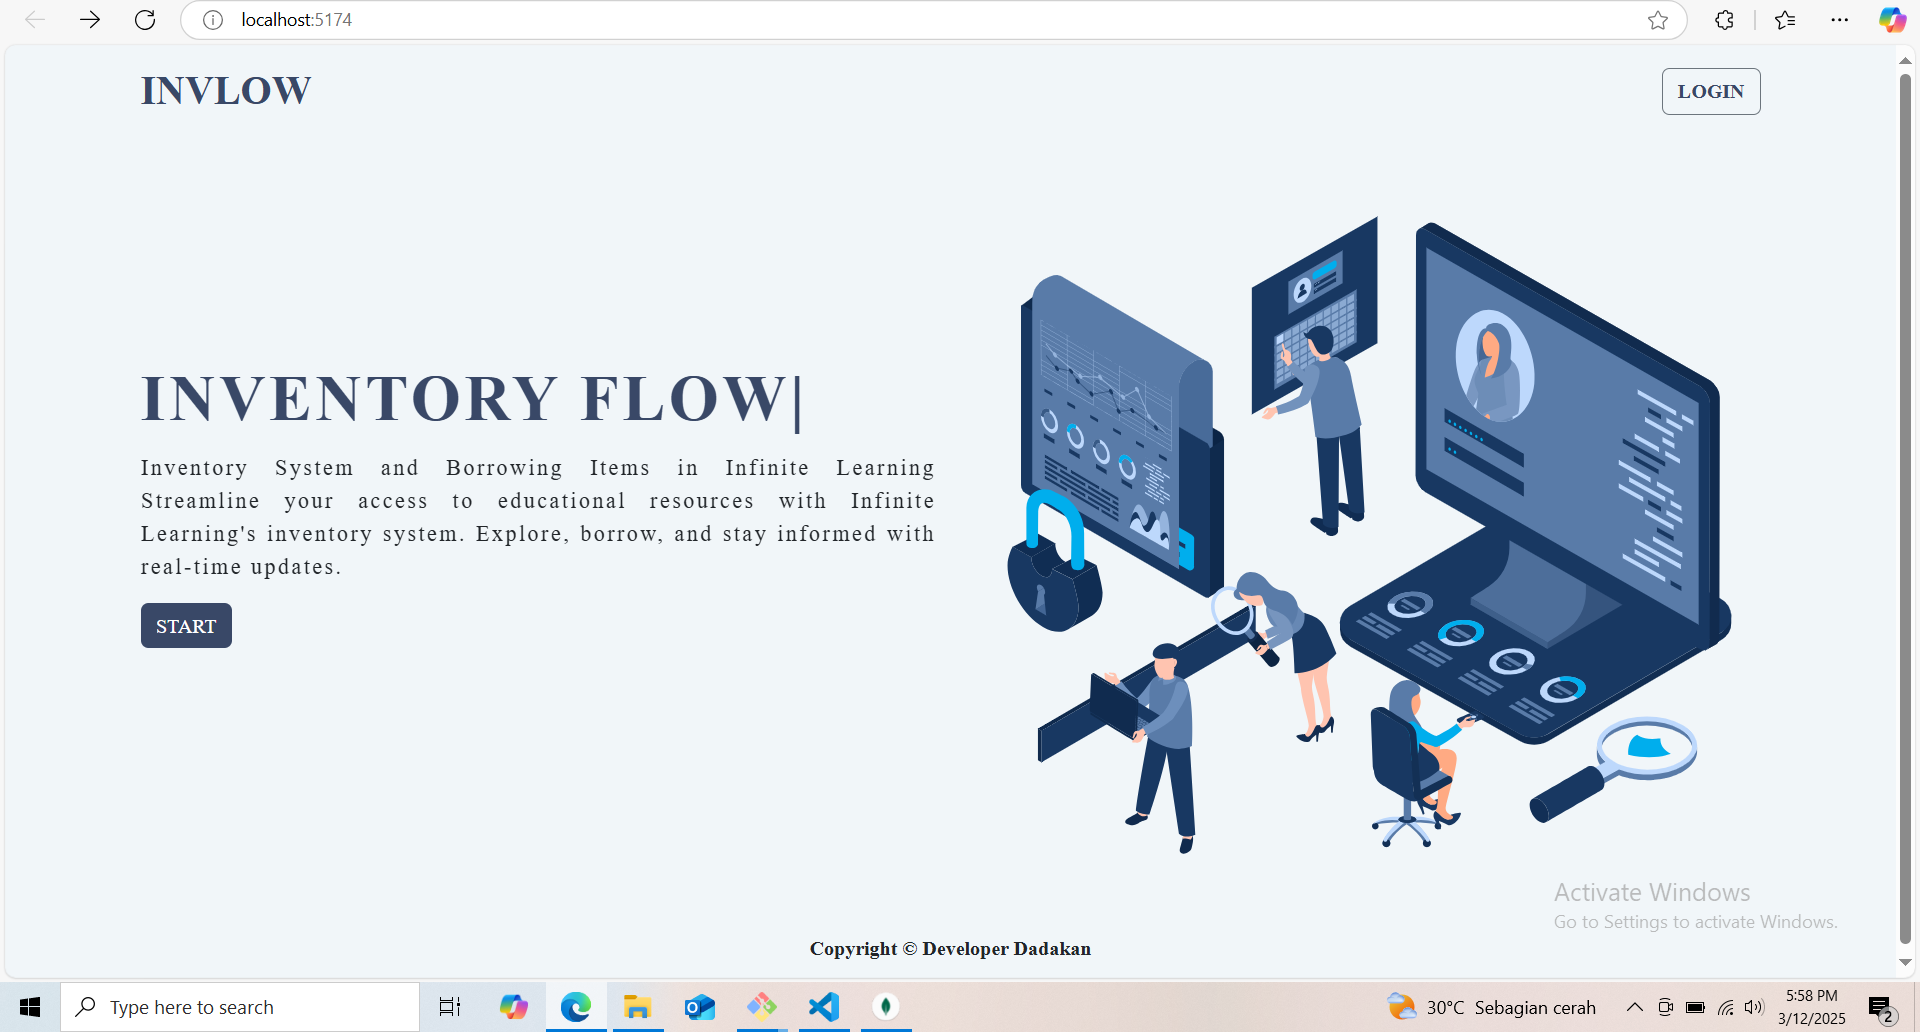 localhost:5174
INVLOW
LOGIN
INVENTORY FLOW|
Inventory System and Borrowing Items in Infinite Learning
Streamline your access to educational resources with Infinite
Learning's inventory system. Explore, borrow, and stay informed with
real-time updates.
START
Activate Windows
Go to Settings to activate Windows.
Copyright © Developer Dadakan
Type here to search
30°C Sebagian cerah
5:58 PM
3/12/2025
2